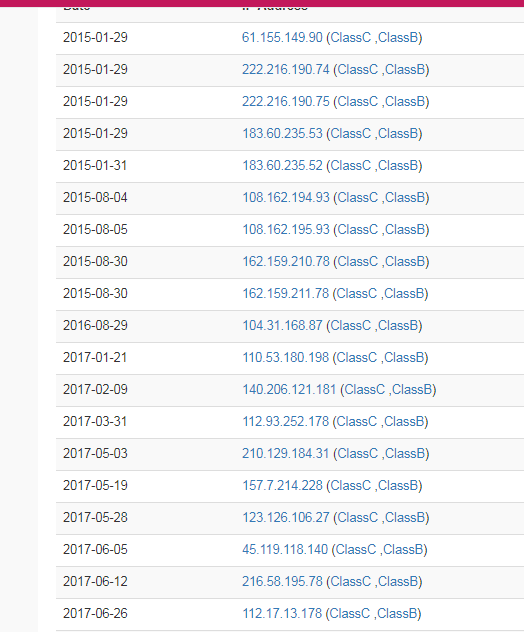 Date IP Address
2015-01-29 61.155.149.90 (ClassC ,ClassB)
2015-01-29 222.216.190.74 (ClassC ,ClassB)
2015-01-29 222.216.190.75 (ClassC ,ClassB)
2015-01-29 183.60.235.53 (ClassC ,ClassB)
2015-01-31 183.60.235.52 (ClassC ,ClassB)
2015-08-04 108.162.194.93 (ClassC ,ClassB)
2015-08-05 108.162.195.93 (ClassC ,ClassB)
2015-08-30 162.159.210.78 (ClassC ,ClassB)
2015-08-30 162.159.211.78 (ClassC ,ClassB)
2016-08-29 104.31.168.87 (ClassC ,ClassB)
2017-01-21 110.53.180.198 (ClassC ,ClassB)
2017-02-09 140.206.121.181 (ClassC ,ClassB)
2017-03-31 112.93.252.178 (ClassC ,ClassB)
2017-05-03 210.129.184.31 (ClassC ,ClassB)
2017-05-19 157.7.214.228 (ClassC ,ClassB)
2017-05-28 123.126.106.27 (ClassC ,ClassB)
2017-06-05 45.119.118.140 (ClassC ,ClassB)
2017-06-12 216.58.195.78 (ClassC ,ClassB)
2017-06-26 112.17.13.178 (ClassC ,ClassB)